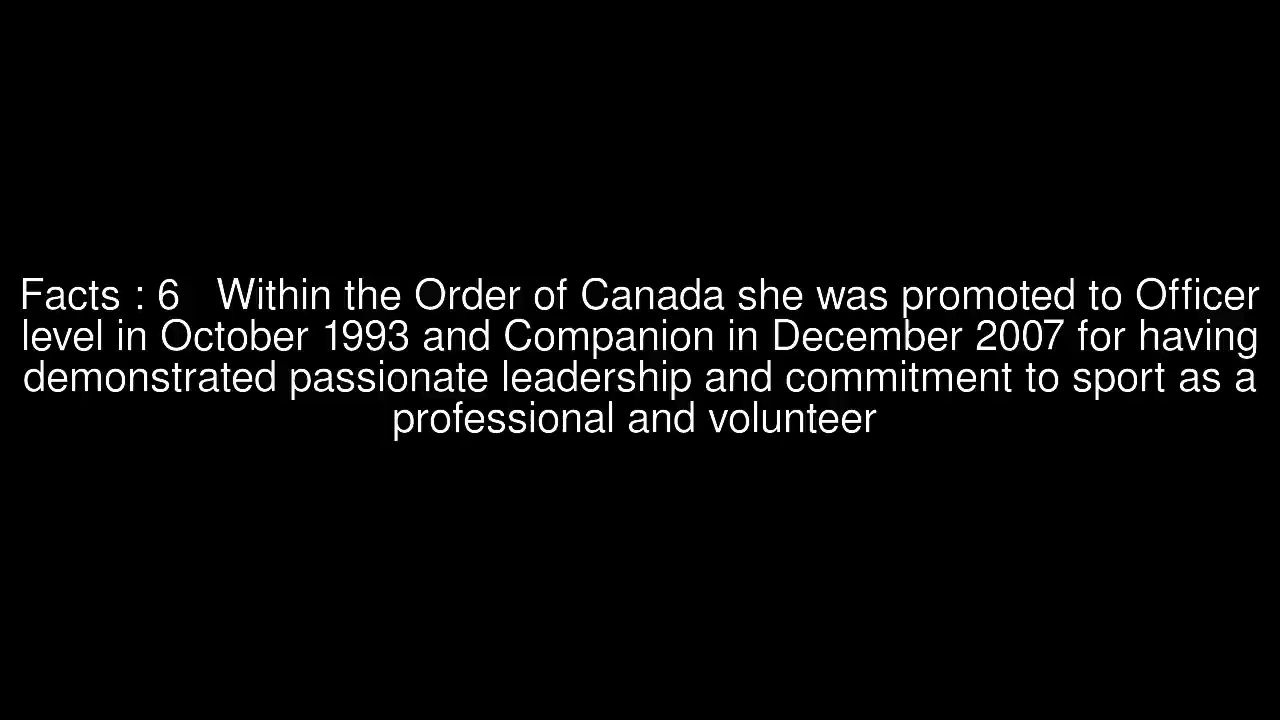 Facts : 6 Within the Order of Canada she was promoted to Officer
level in October 1993 and Companion in December 2007 for having
demonstrated passionate leadership and commitment to sport as a
professional and volunteer